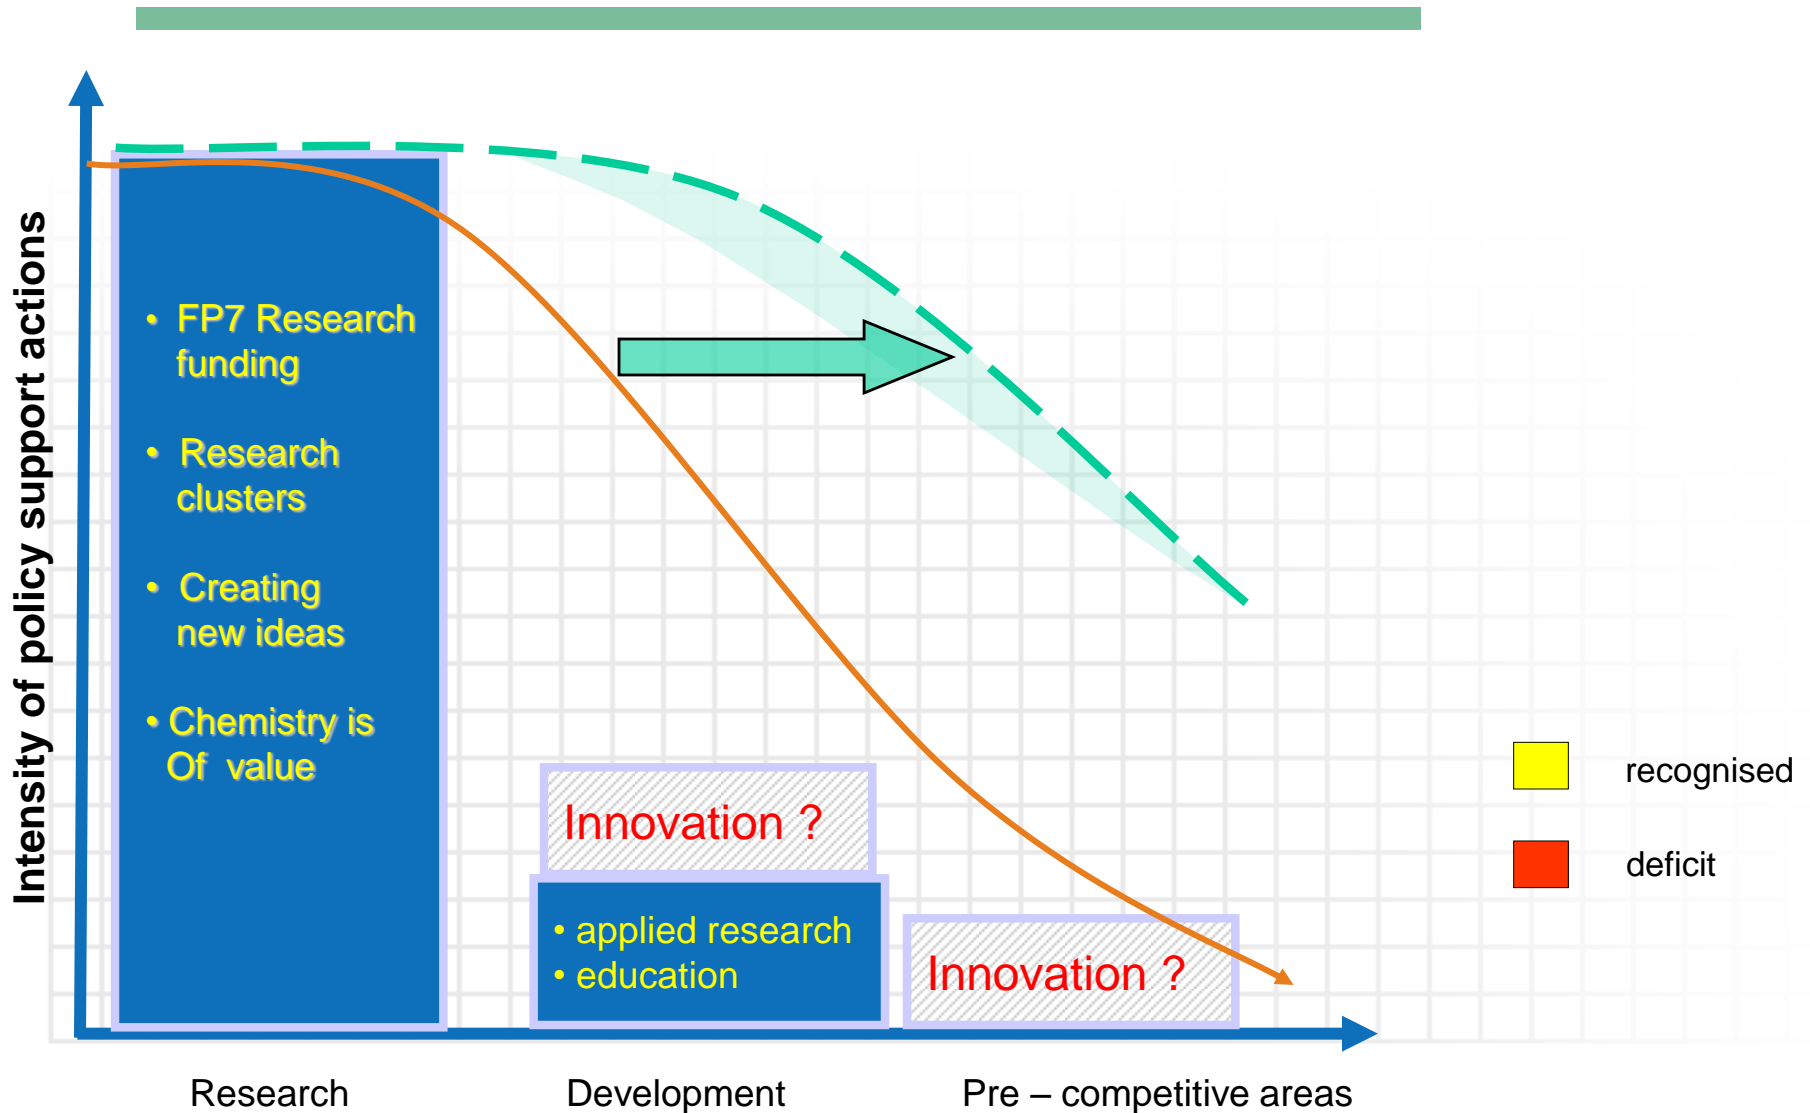 Intensity of policy support actions
• FP7 Research
funding
• Research
clusters
• Creating
new ideas
• Chemistry is
Of value
Innovation ?
• applied research
• education
Innovation ?
recognised
deficit
Research
Development
Pre – competitive areas